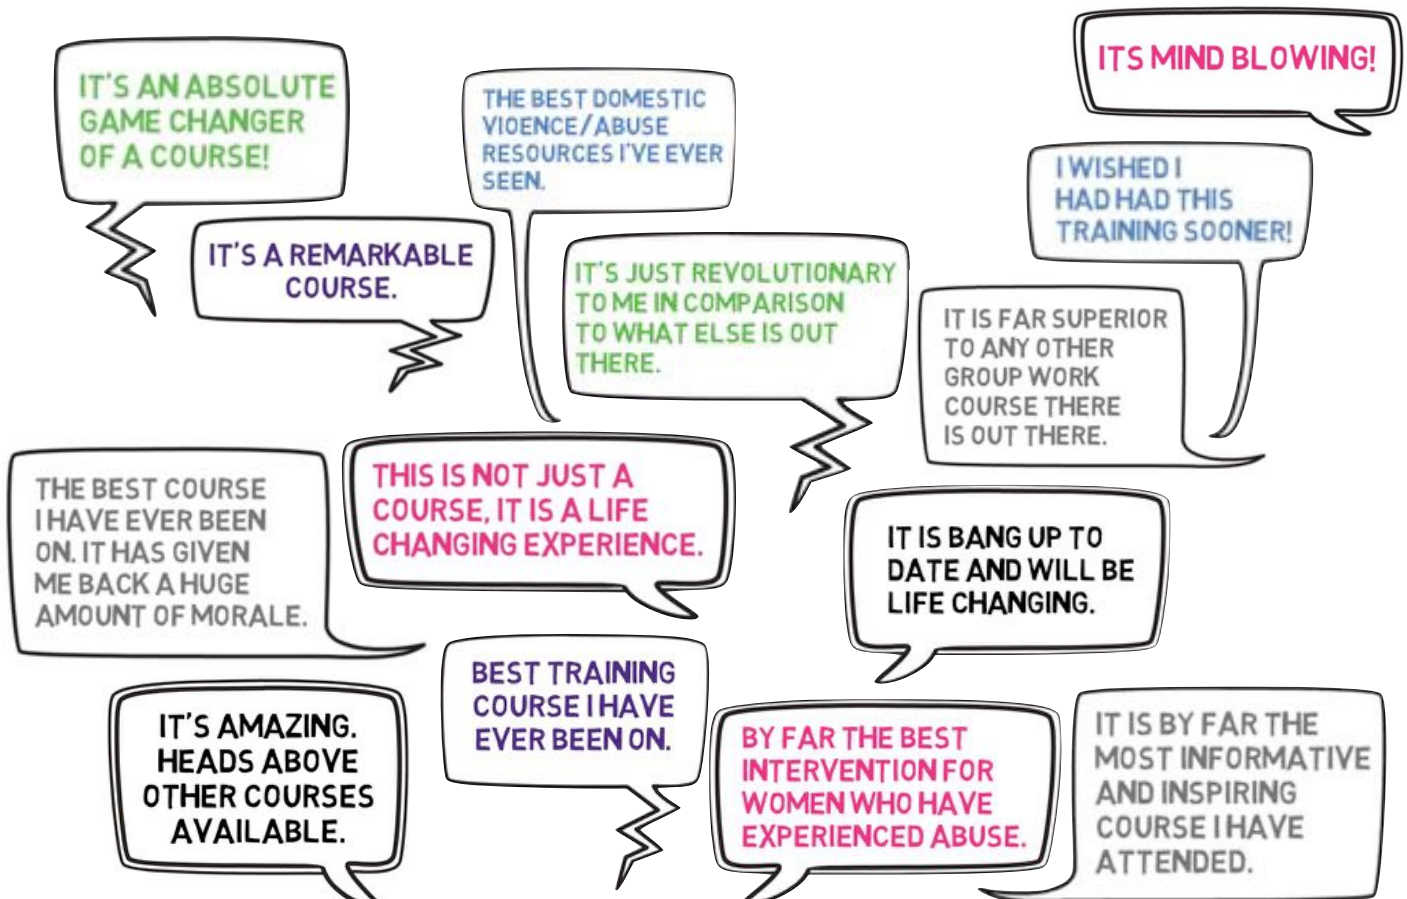 IT'S AN ABSOLUTE
GAME CHANGER
OF A COURSE!
THE BEST DOMESTIC
VIOENCE/ABUSE
RESOURCES I'VE EVER
SEEN.
ITS MIND BLOWING!
I WISHED I
HAD HAD THIS
TRAINING SOONER!
IT'S A REMARKABLE
COURSE.
IT'S JUST REVOLUTIONARY
TO ME IN COMPARISON
TO WHAT ELSE IS OUT
THERE.
IT IS FAR SUPERIOR
TO ANY OTHER
GROUP WORK
COURSE THERE
IS OUT THERE.
THE BEST COURSE
I HAVE EVER BEEN
ON. IT HAS GIVEN
ME BACK A HUGE
AMOUNT OF MORALE.
THIS IS NOT JUST A
COURSE, IT IS A LIFE
CHANGING EXPERIENCE.
IT IS BANG UP TO
DATE AND WILL BE
LIFE CHANGING.
IT'S AMAZING.
HEADS ABOVE
OTHER COURSES
AVAILABLE.
BEST TRAINING
COURSE I HAVE
EVER BEEN ON.
BY FAR THE BEST
INTERVENTION FOR
WOMEN WHO HAVE
EXPERIENCED ABUSE.
IT IS BY FAR THE
MOST INFORMATIVE
AND INSPIRING
COURSE I HAVE
ATTENDED.